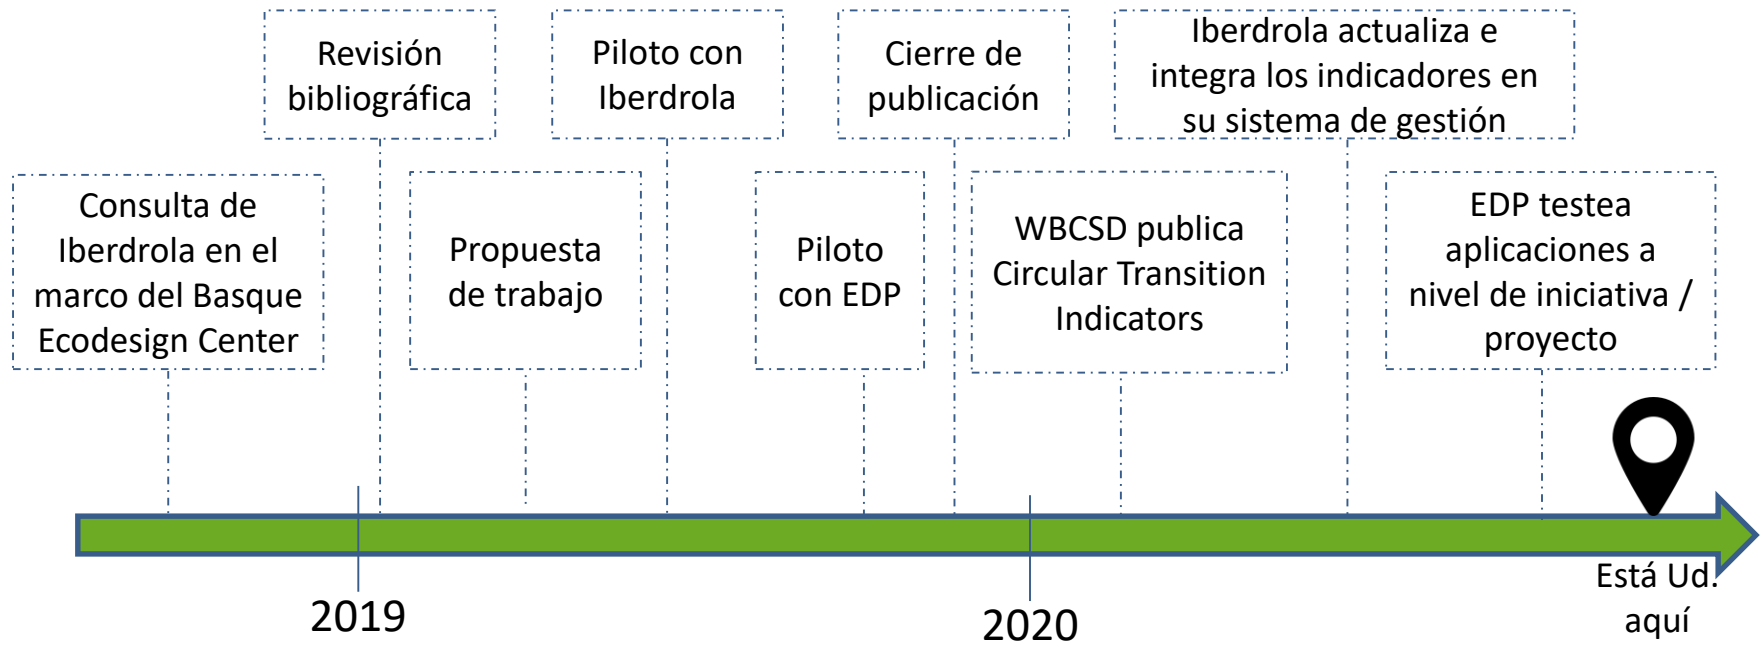 Revisión
bibliográfica
Piloto con
Iberdrola
Cierre de
publicación
Iberdrola actualiza e
integra los indicadores en
su sistema de gestión
Consulta de
Iberdrola en el
marco del Basque
Ecodesign Center
Propuesta
de trabajo
Piloto
con EDP
WBCSD publica
Circular Transition
Indicators
EDP testea
aplicaciones a
nivel de iniciativa /
proyecto
2019
2020
Está Ud.
aquí